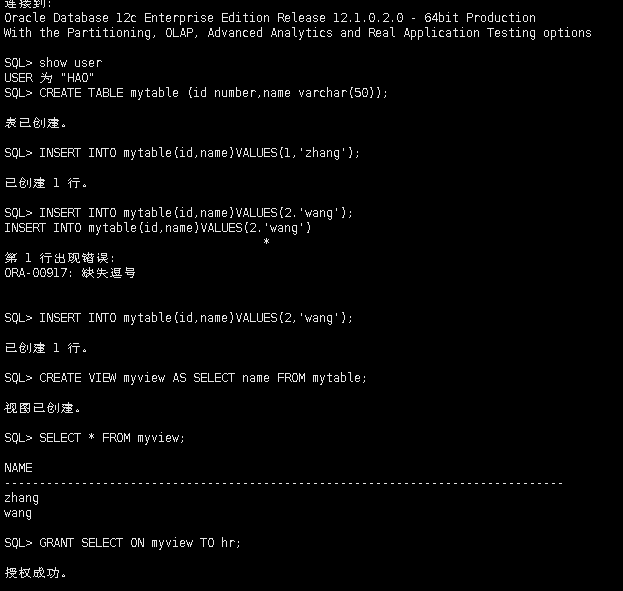 连接到:
Oracle Database 12c Enterprise Edition Release 12.1.0.2.0 - 64bit Production
With the Partitioning, OLAP, Advanced Analytics and Real Application Testing options
SQL> show user
USER 为 "HAO"
SQL> CREATE TABLE mytable (id number,name varchar(50));
表已创建。
SQL> INSERT INTO mytable(id,name)VALUES(1,'zhang');
已创建 1 行。
SQL> INSERT INTO mytable(id,name)VALUES(2.'wang');
INSERT INTO mytable(id,name)VALUES(2.'wang')
*
第 1 行出现错误:
ORA-00917: 缺失逗号
SQL> INSERT INTO mytable(id,name)VALUES(2,'wang');
已创建 1 行。
SQL> CREATE VIEW myview AS SELECT name FROM mytable;
视图已创建。
SQL> SELECT * FROM myview;
NAME
--------------------------------------------------------------------------------
zhang
wang
SQL> GRANT SELECT ON myview TO hr;
授权成功。